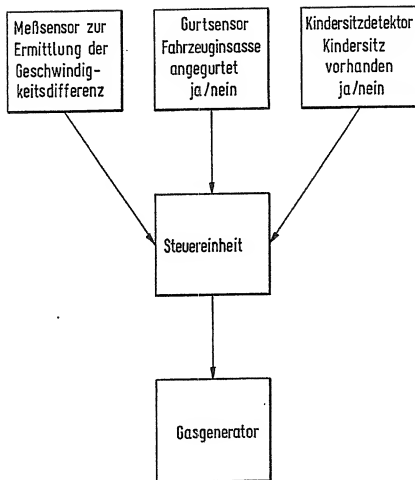 Meßsensor zur
Ermittlung der
Geschwindig-
keitsdifferenz
Gurtsensor
Fahrzeuginsasse
angegurtet
ja/nein
Kindersitzdetektor
Kindersitz
vorhanden
ja/nein
Steuereinheit
Gasgenerator